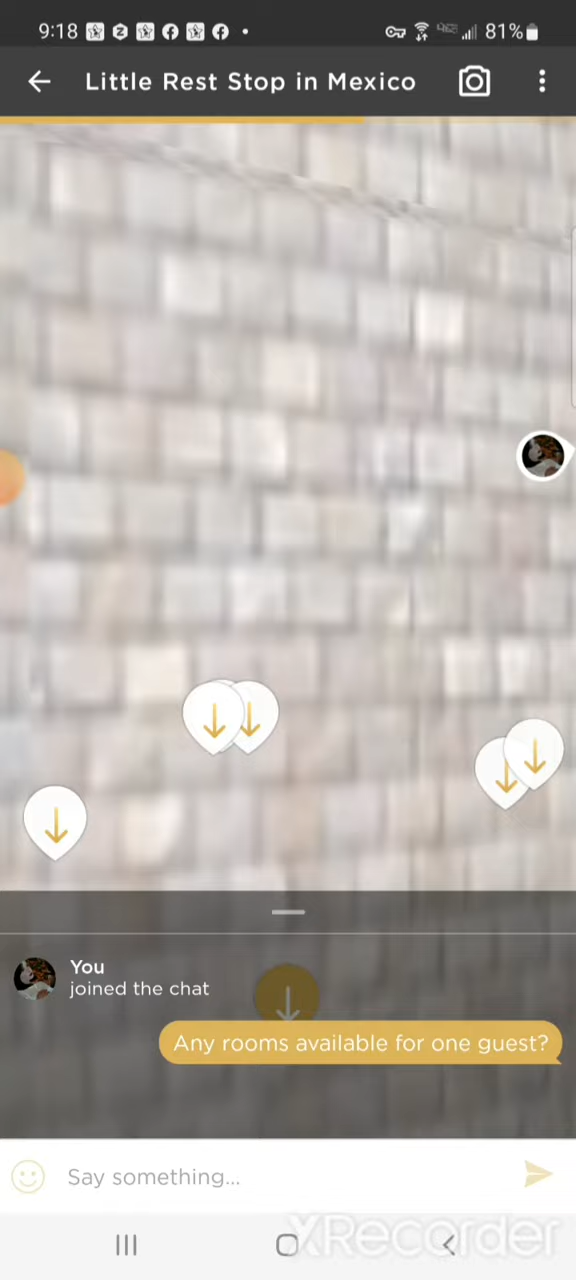 9:18
81%
Little Rest Stop in Mexico
You
joined the chat
Any rooms available for one guest?
Say something...
XRecorder